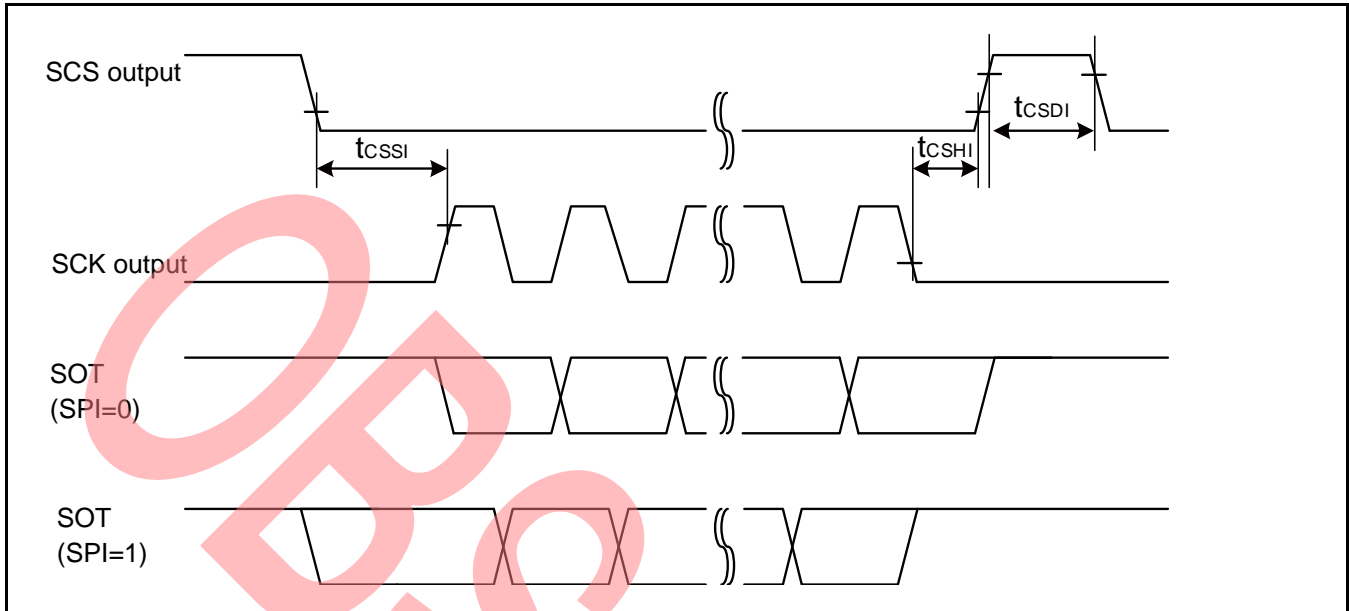 SCS output
tCSDI
tCSSI
tCSHI
SCK output
SOT
(SPI=0)
SOT
(SPI=1)